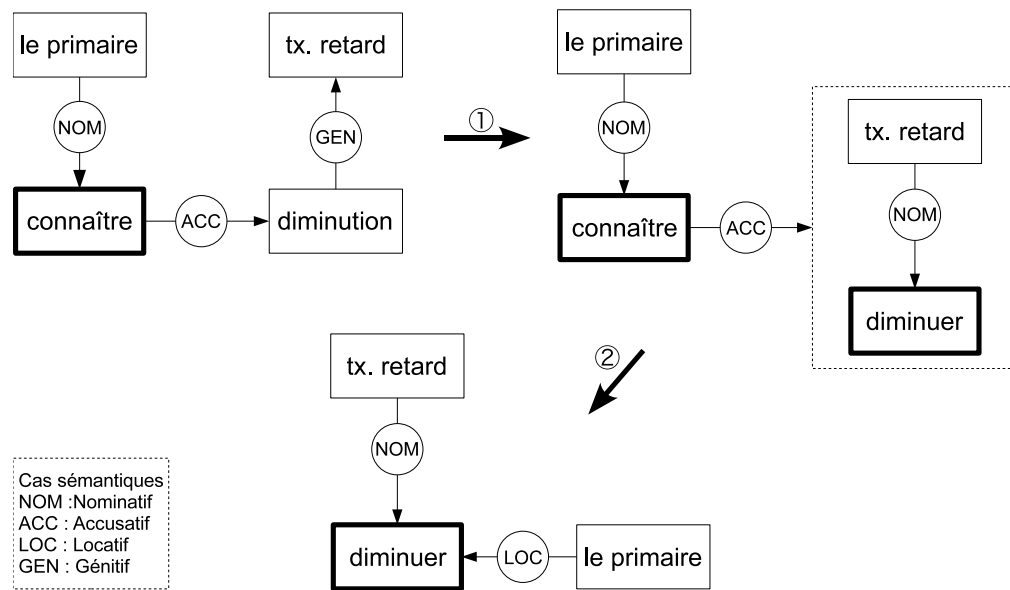 le primaire
tx. retard
NOM
GEN
connaître
ACC
diminution
①
le primaire
NOM
connaître
ACC
tx. retard
NOM
diminuer
②
tx. retard
NOM
diminuer
LOC
le primaire
Cas sémantiques
NOM :Nominatif
ACC : Accusatif
LOC : Locatif
GEN : Génitif